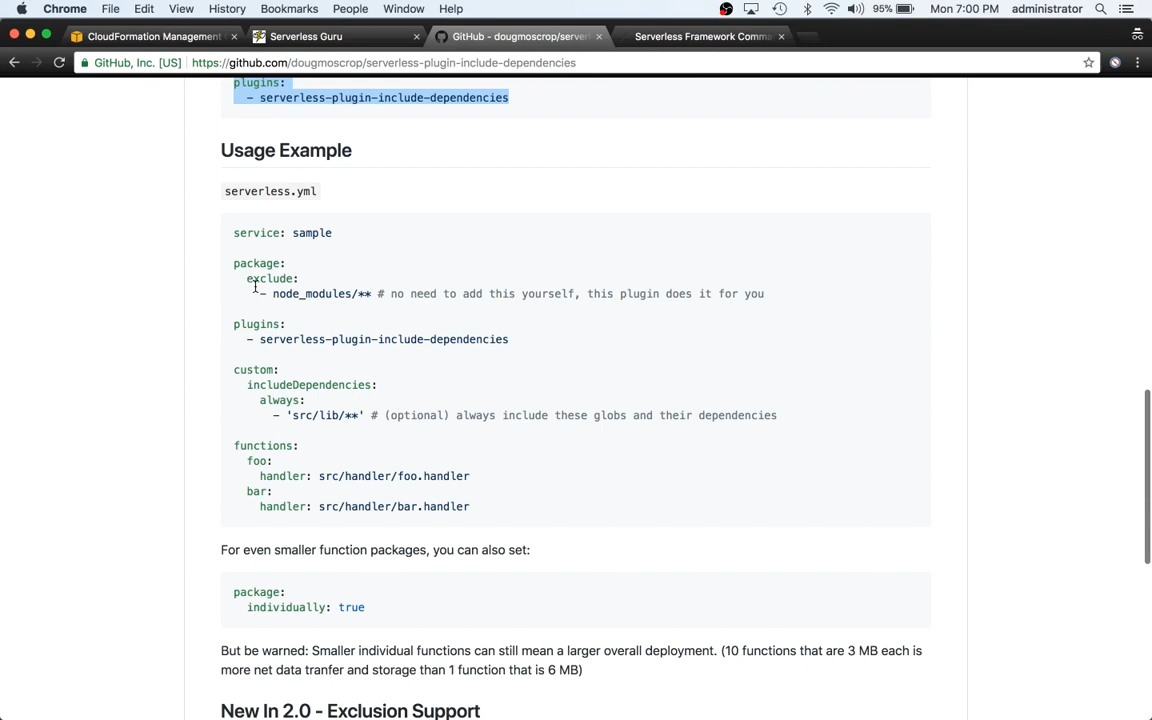 Chrome File Edit View History Bookmarks People Window Help 95% Mon 7:00 PM administrator
CloudFormation Management Serverless Guru GitHub - dougmoscrop/server Serverless Framework Comma
GitHub, Inc. [US] https://github.com/dougmoscrop/serverless-plugin-include-dependencies
plugins:
- serverless-plugin-include-dependencies
Usage Example
serverless.yml
service: sample
package:
exclude:
- node_modules/** # no need to add this yourself, this plugin does it for you
plugins:
- serverless-plugin-include-dependencies
custom:
includeDependencies:
always:
- 'src/lib/**' # (optional) always include these globs and their dependencies
functions:
foo:
handler: src/handler/foo.handler
bar:
handler: src/handler/bar.handler
For even smaller function packages, you can also set:
package:
individually: true
But be warned: Smaller individual functions can still mean a larger overall deployment. (10 functions that are 3 MB each is
more net data tranfer and storage than 1 function that is 6 MB)
New In 2.0 - Exclusion Support